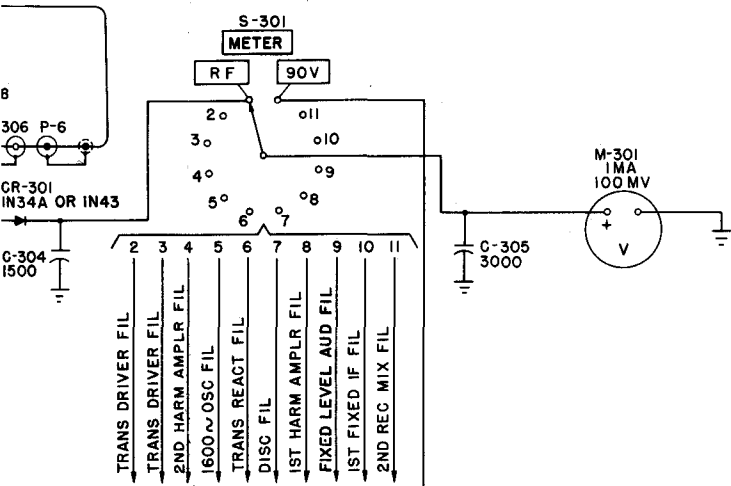 S-301
METER
RF
90V
8
306 P-6
2
3
4
5
6
7
8
9
10
11
CR-301
IN34A OR IN43
C-304
1500
M-301
1MA
100MV
+
V
C-305
3000
2 3 4 5 6 7 8 9 10 11
TRANS DRIVER FIL
TRANS DRIVER FIL
2ND HARM AMPLR FIL
1600~OSC FIL
TRANS REACT FIL
DISC FIL
1ST HARM AMPLR FIL
FIXED LEVEL AUD FIL
1ST FIXED IF FIL
2ND REC MIX FIL